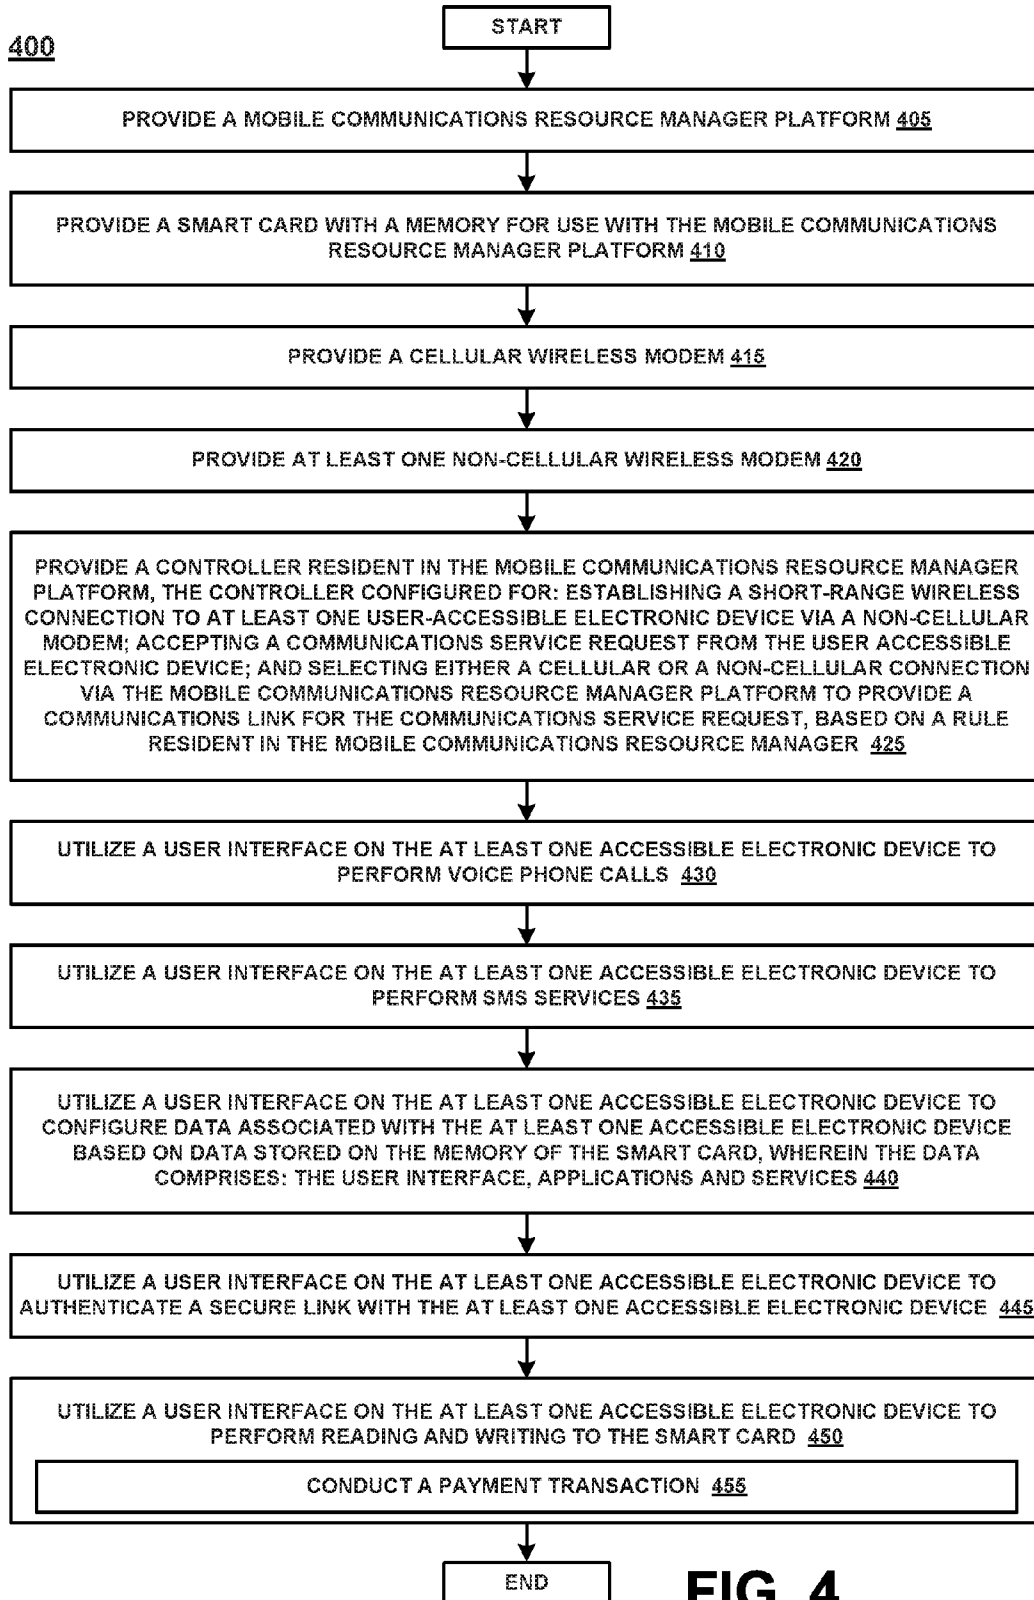 START
400
PROVIDE A MOBILE COMMUNICATIONS RESOURCE MANAGER PLATFORM 405
PROVIDE A SMART CARD WITH A MEMORY FOR USE WITH THE MOBILE COMMUNICATIONS
RESOURCE MANAGER PLATFORM 410
PROVIDE A CELLULAR WIRELESS MODEM 415
PROVIDE AT LEAST ONE NON-CELLULAR WIRELESS MODEM 420
PROVIDE A CONTROLLER RESIDENT IN THE MOBILE COMMUNICATIONS RESOURCE MANAGER
PLATFORM, THE CONTROLLER CONFIGURED FOR: ESTABLISHING A SHORT-RANGE WIRELESS
CONNECTION TO AT LEAST ONE USER-ACCESSIBLE ELECTRONIC DEVICE VIA A NON-CELLULAR
MODEM; ACCEPTING A COMMUNICATIONS SERVICE REQUEST FROM THE USER ACCESSIBLE
ELECTRONIC DEVICE; AND SELECTING EITHER A CELLULAR OR A NON-CELLULAR CONNECTION
VIA THE MOBILE COMMUNICATIONS RESOURCE MANAGER PLATFORM TO PROVIDE A
COMMUNICATIONS LINK FOR THE COMMUNICATIONS SERVICE REQUEST, BASED ON A RULE
RESIDENT IN THE MOBILE COMMUNICATIONS RESOURCE MANAGER 425
UTILIZE A USER INTERFACE ON THE AT LEAST ONE ACCESSIBLE ELECTRONIC DEVICE TO
PERFORM VOICE PHONE CALLS 430
UTILIZE A USER INTERFACE ON THE AT LEAST ONE ACCESSIBLE ELECTRONIC DEVICE TO
PERFORM SMS SERVICES 435
UTILIZE A USER INTERFACE ON THE AT LEAST ONE ACCESSIBLE ELECTRONIC DEVICE TO
CONFIGURE DATA ASSOCIATED WITH THE AT LEAST ONE ACCESSIBLE ELECTRONIC DEVICE
BASED ON DATA STORED ON THE MEMORY OF THE SMART CARD, WHEREIN THE DATA
COMPRISES: THE USER INTERFACE, APPLICATIONS AND SERVICES 440
UTILIZE A USER INTERFACE ON THE AT LEAST ONE ACCESSIBLE ELECTRONIC DEVICE TO
AUTHENTICATE A SECURE LINK WITH THE AT LEAST ONE ACCESSIBLE ELECTRONIC DEVICE 445
UTILIZE A USER INTERFACE ON THE AT LEAST ONE ACCESSIBLE ELECTRONIC DEVICE TO
PERFORM READING AND WRITING TO THE SMART CARD 450
CONDUCT A PAYMENT TRANSACTION 455
END
FIG. 4